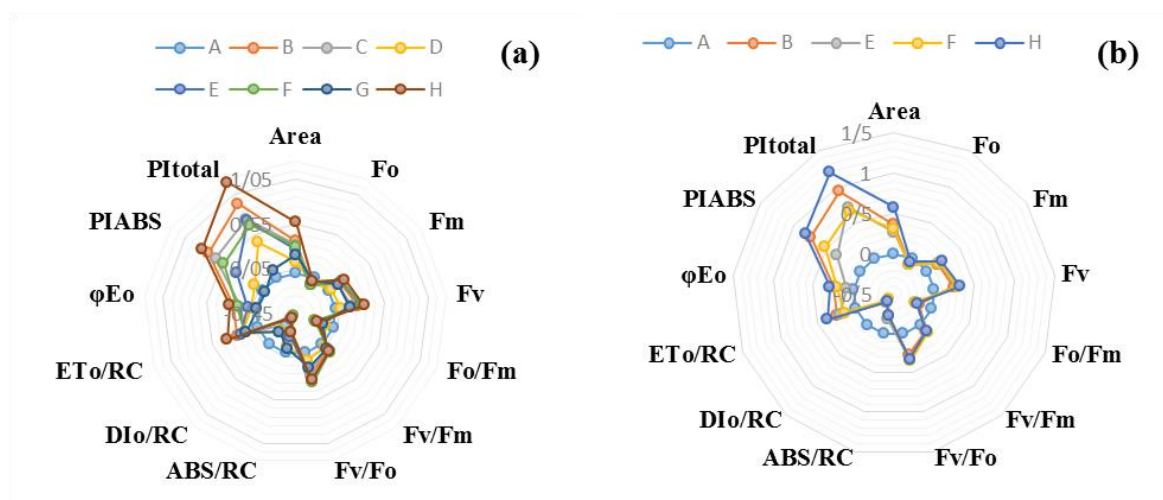 A B C D
E F G H
(a)
Area
Fo
Fm
Fv
Fo/Fm
Fv/Fm
Fv/Fo
ABS/RC
DIo/RC
ETo/RC
φEo
PIABS
PItotal
1/05
0/55
0/05
A B E F H
(b)
Area
Fo
Fm
Fv
Fo/Fm
Fv/Fm
Fv/Fo
ABS/RC
DIo/RC
ETo/RC
φEo
PIABS
PItotal
1/5
1
0/5
0
-0/5